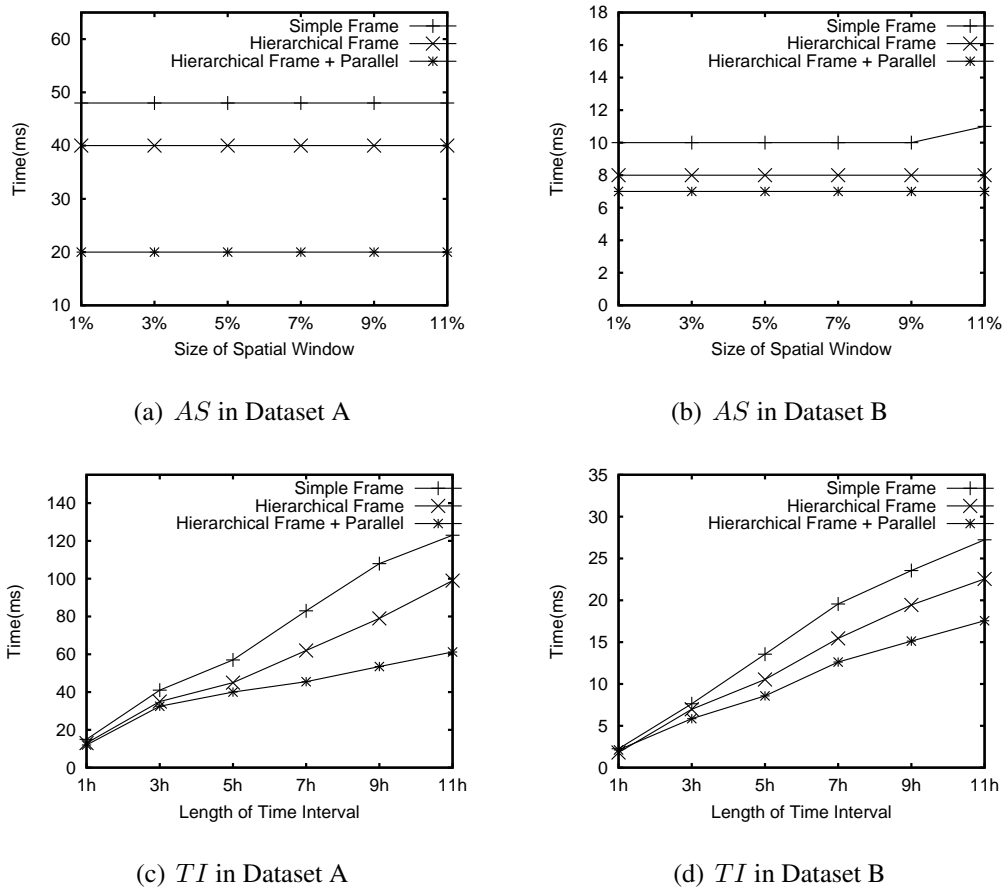 60
50
40
30
20
10
Time(ms)
1% 3% 5% 7% 9% 11%
Size of Spatial Window
Simple Frame
Hierarchical Frame
Hierarchical Frame + Parallel
(a) AS in Dataset A
18
16
14
12
10
8
6
4
2
0
Time(ms)
1% 3% 5% 7% 9% 11%
Size of Spatial Window
Simple Frame
Hierarchical Frame
Hierarchical Frame + Parallel
(b) AS in Dataset B
140
120
100
80
60
40
20
0
Time(ms)
1h 3h 5h 7h 9h 11h
Length of Time Interval
Simple Frame
Hierarchical Frame
Hierarchical Frame + Parallel
(c) TI in Dataset A
35
30
25
20
15
10
5
0
Time(ms)
1h 3h 5h 7h 9h 11h
Length of Time Interval
Simple Frame
Hierarchical Frame
Hierarchical Frame + Parallel
(d) TI in Dataset B